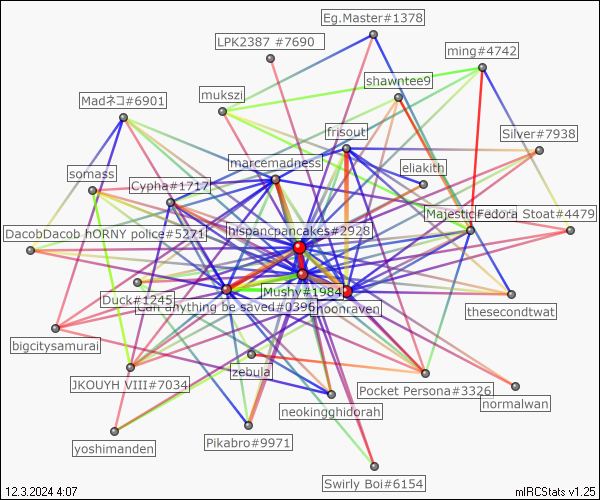 Eg.Master#1378
LPK2387 #7690
ming#4742
shawntee9
Madネコ#6901
mukszi
frisout
Silver#7938
marcemadness
somass
eliakith
Cypha#1717
MajesticFedora Stoat#4479
DacobDacob hORNY police#5271
hispancpancakes#2928
Mushy#1984
Duck#1245
Can anything be saved#0396
noonraven
thesecondtwat
bigcitysamurai
zebula
JKOUYH VIII#7034
Pocket Persona#3326
normalwan
neokingghidorah
yoshimanden
Pikabro#9971
Swirly Boi#6154
12.3.2024 4:07
mIRCStats v1.25